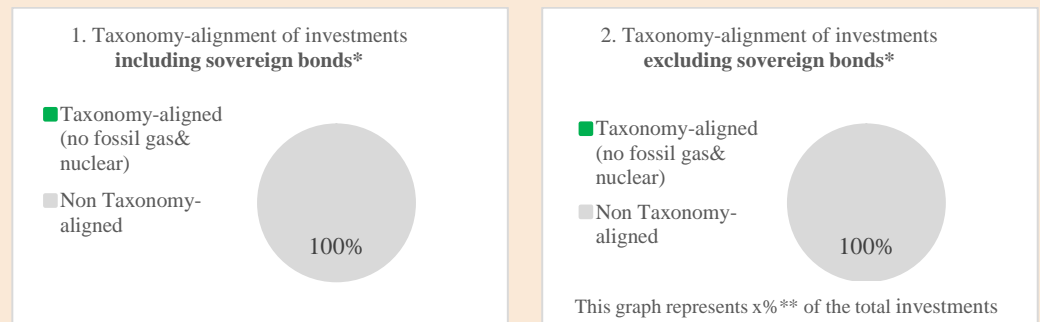 1. Taxonomy-alignment of investments
including sovereign bonds*
Taxonomy-aligned
(no fossil gas&
nuclear)
Non Taxonomy-
aligned
100%
2. Taxonomy-alignment of investments
excluding sovereign bonds*
Taxonomy-aligned
(no fossil gas&
nuclear)
Non Taxonomy-
aligned
100%
This graph represents x%** of the total investments